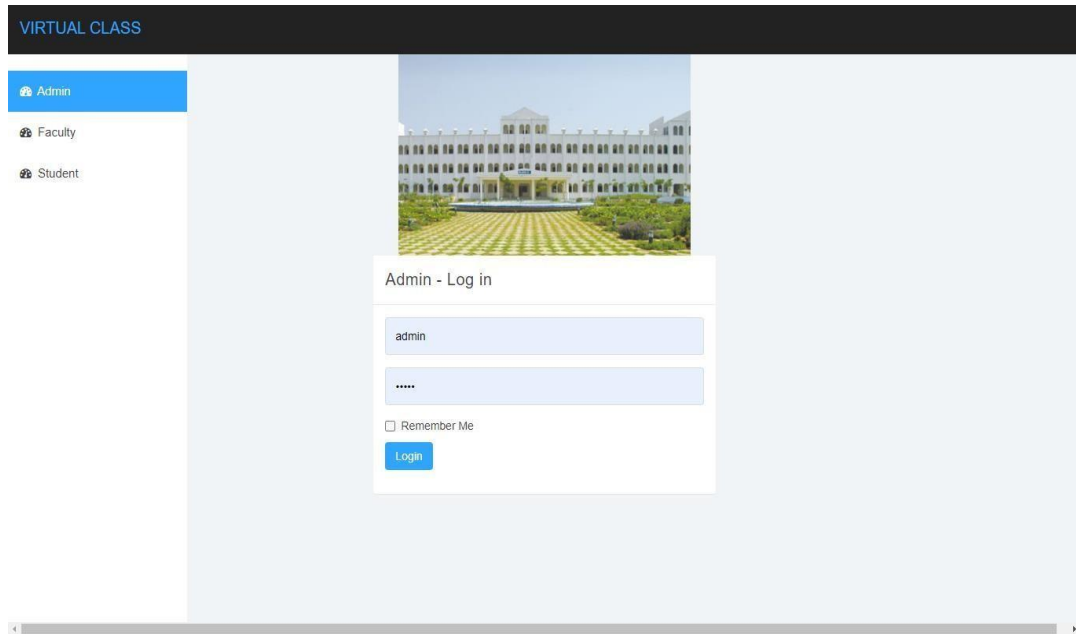 VIRTUAL CLASS
Admin
Faculty
Student
Admin - Log in
admin
•••••
Remember Me
Login